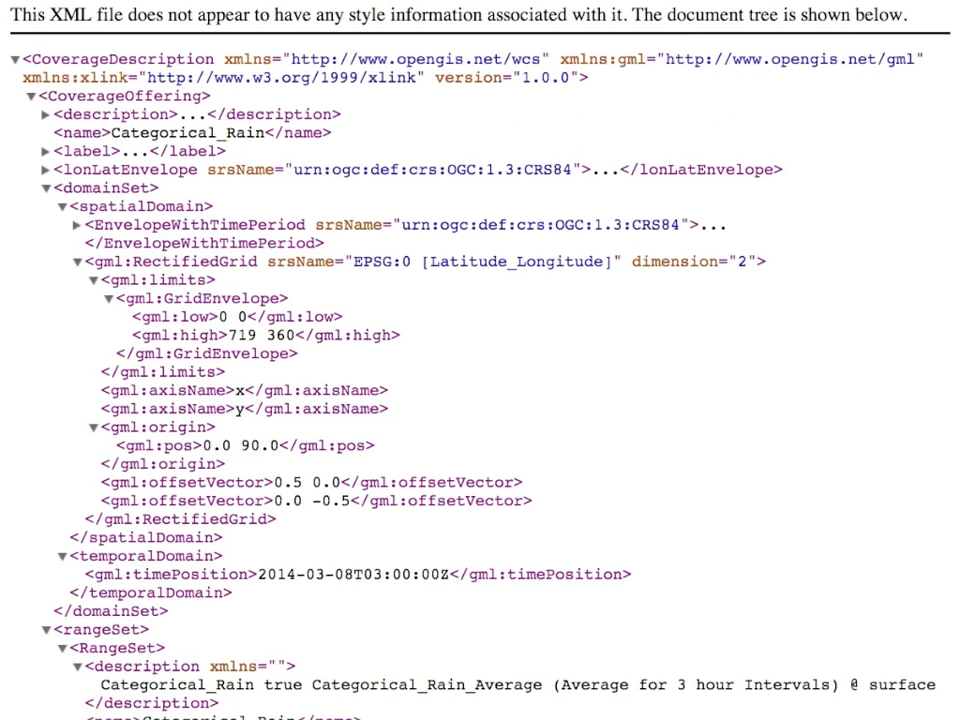 This XML file does not appear to have any style information associated with it. The document tree is shown below.
▼<CoverageDescription xmlns="http://www.opengis.net/wcs" xmlns:gml="http://www.opengis.net/gml"
xmlns:xlink="http://www.w3.org/1999/xlink" version="1.0.0">
▼<CoverageOffering>
▶<description>...</description>
<name>Categorical_Rain</name>
▶<label>...</label>
▶<lonLatEnvelope srsName="urn:ogc:def:crs:OGC:1.3:CRS84">...</lonLatEnvelope>
▼<domainSet>
▼<spatialDomain>
▶<EnvelopeWithTimePeriod srsName="urn:ogc:def:crs:OGC:1.3:CRS84">...
</EnvelopeWithTimePeriod>
▼<gml:RectifiedGrid srsName="EPSG:0 [Latitude_Longitude]" dimension="2">
▼<gml:limits>
▼<gml:GridEnvelope>
<gml:low>0 0</gml:low>
<gml:high>719 360</gml:high>
</gml:GridEnvelope>
</gml:limits>
<gml:axisName>x</gml:axisName>
<gml:axisName>y</gml:axisName>
▼<gml:origin>
<gml:pos>0.0 90.0</gml:pos>
</gml:origin>
<gml:offsetVector>0.5 0.0</gml:offsetVector>
<gml:offsetVector>0.0 -0.5</gml:offsetVector>
</gml:RectifiedGrid>
</spatialDomain>
▼<temporalDomain>
<gml:timePosition>2014-03-08T03:00:00Z</gml:timePosition>
</temporalDomain>
</domainSet>
▼<rangeSet>
▼<RangeSet>
▼<description xmlns="">
Categorical_Rain true Categorical_Rain_Average (Average for 3 hour Intervals) @ surface
</description>
<name>Categorical_Rain</name>